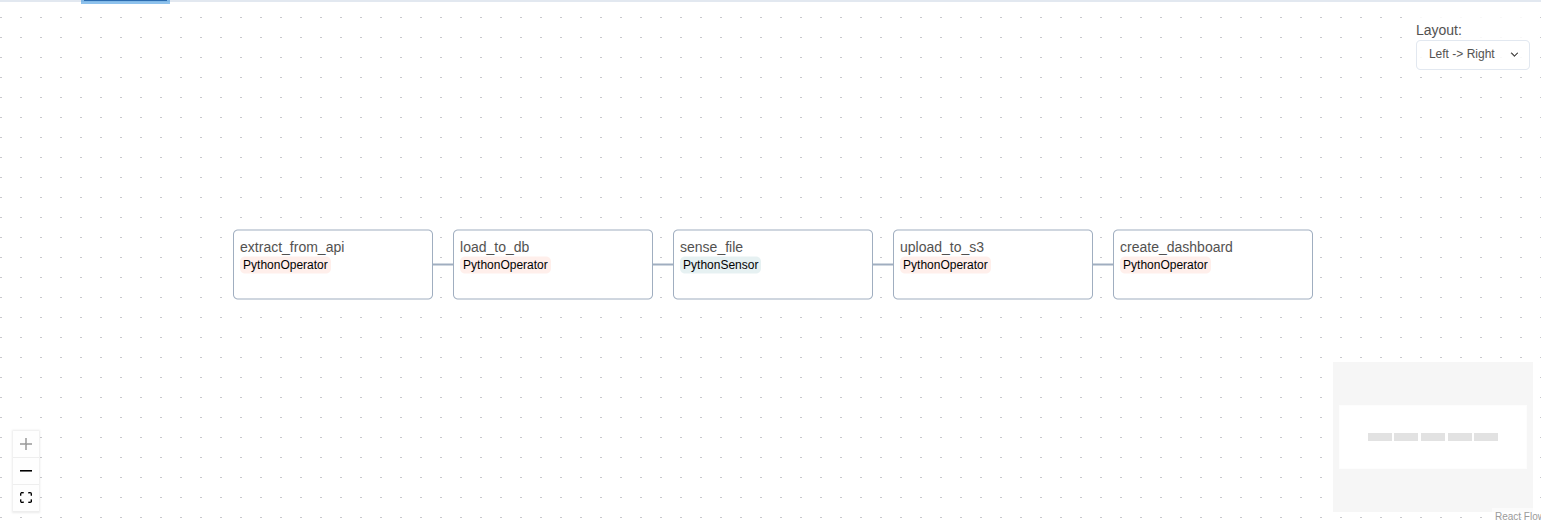 Layout:
Left -> Right
extract_from_api
PythonOperator
load_to_db
PythonOperator
sense_file
PythonSensor
upload_to_s3
PythonOperator
create_dashboard
PythonOperator
React Flow